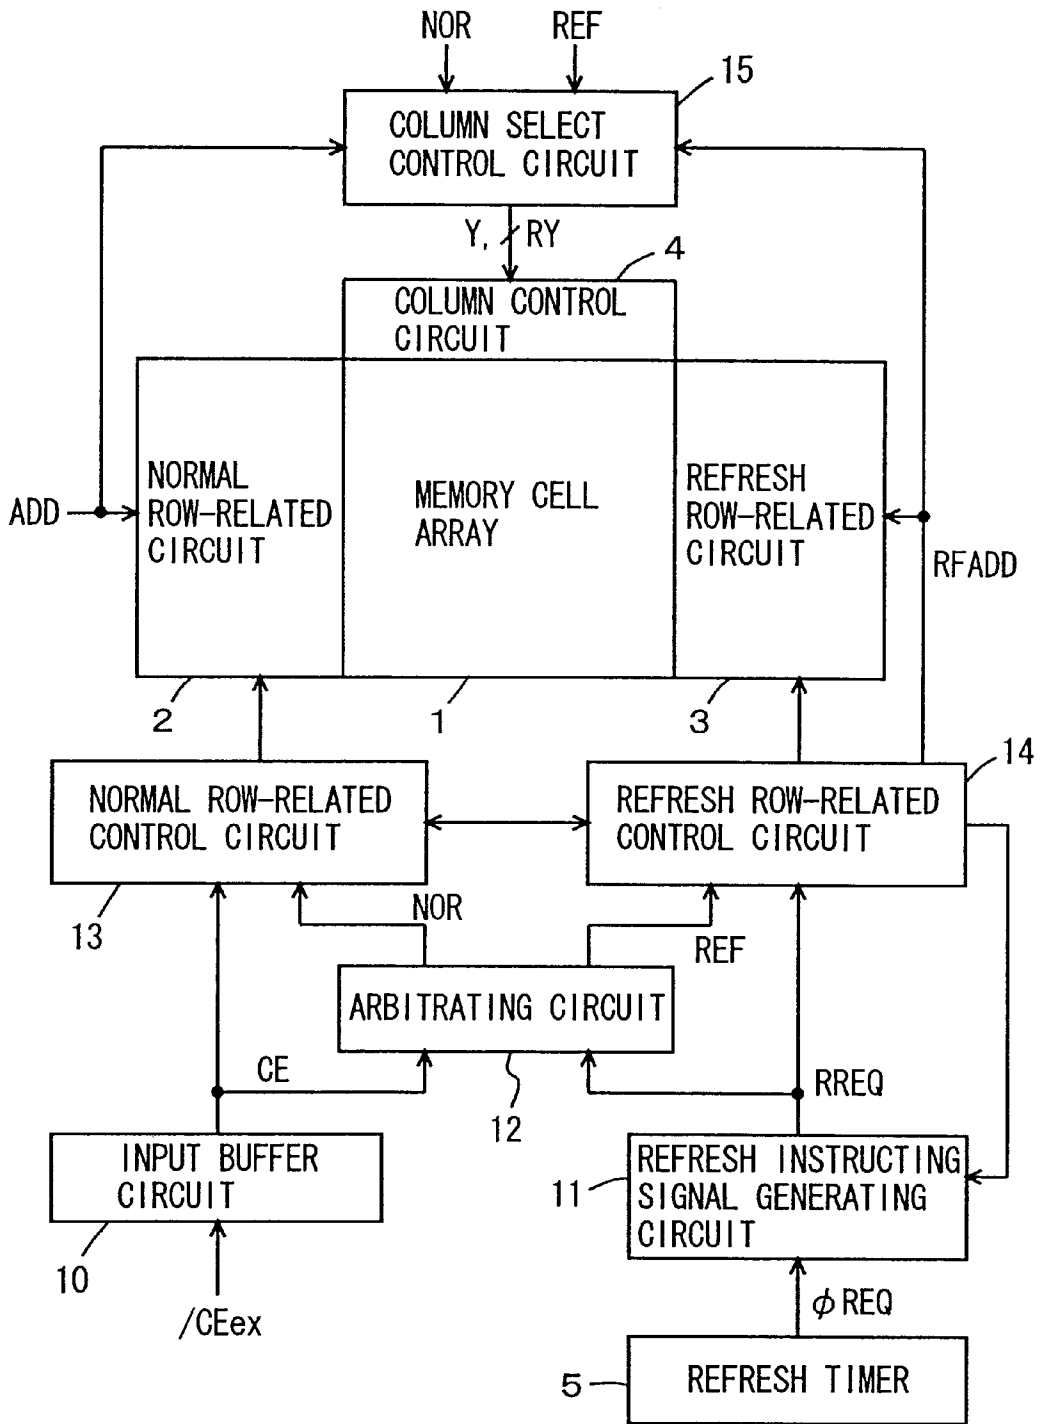 NOR
REF
15
COLUMN SELECT
CONTROL CIRCUIT
Y, RY
4
COLUMN CONTROL
CIRCUIT
ADD
NORMAL
ROW-RELATED
CIRCUIT
MEMORY CELL
ARRAY
REFRESH
ROW-RELATED
CIRCUIT
RFADD
2
1
3
14
NORMAL ROW-RELATED
CONTROL CIRCUIT
REFRESH ROW-RELATED
CONTROL CIRCUIT
13
NOR
REF
ARBITRATING CIRCUIT
CE
12
RREQ
INPUT BUFFER
CIRCUIT
11
REFRESH INSTRUCTING
SIGNAL GENERATING
CIRCUIT
10
/CEex
φREQ
5
REFRESH TIMER